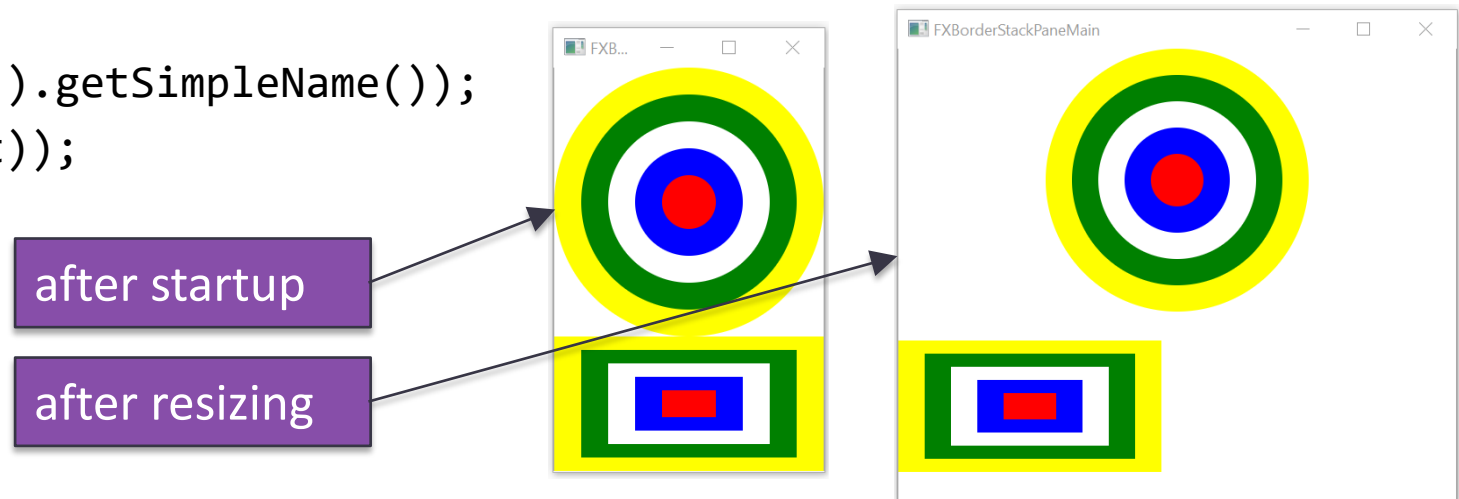 ).getSimpleName());
));
after startup
after resizing
FXB...
FXBorderStackPaneMain